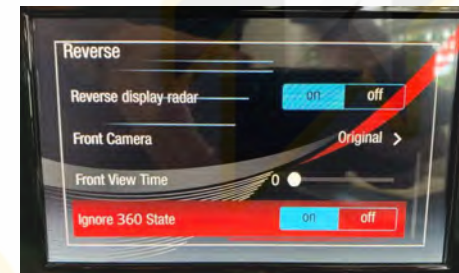 Reverse
Reverse display radar
on off
Front Camera
Original >
Front View Time
0
Ignore 360 State
on off